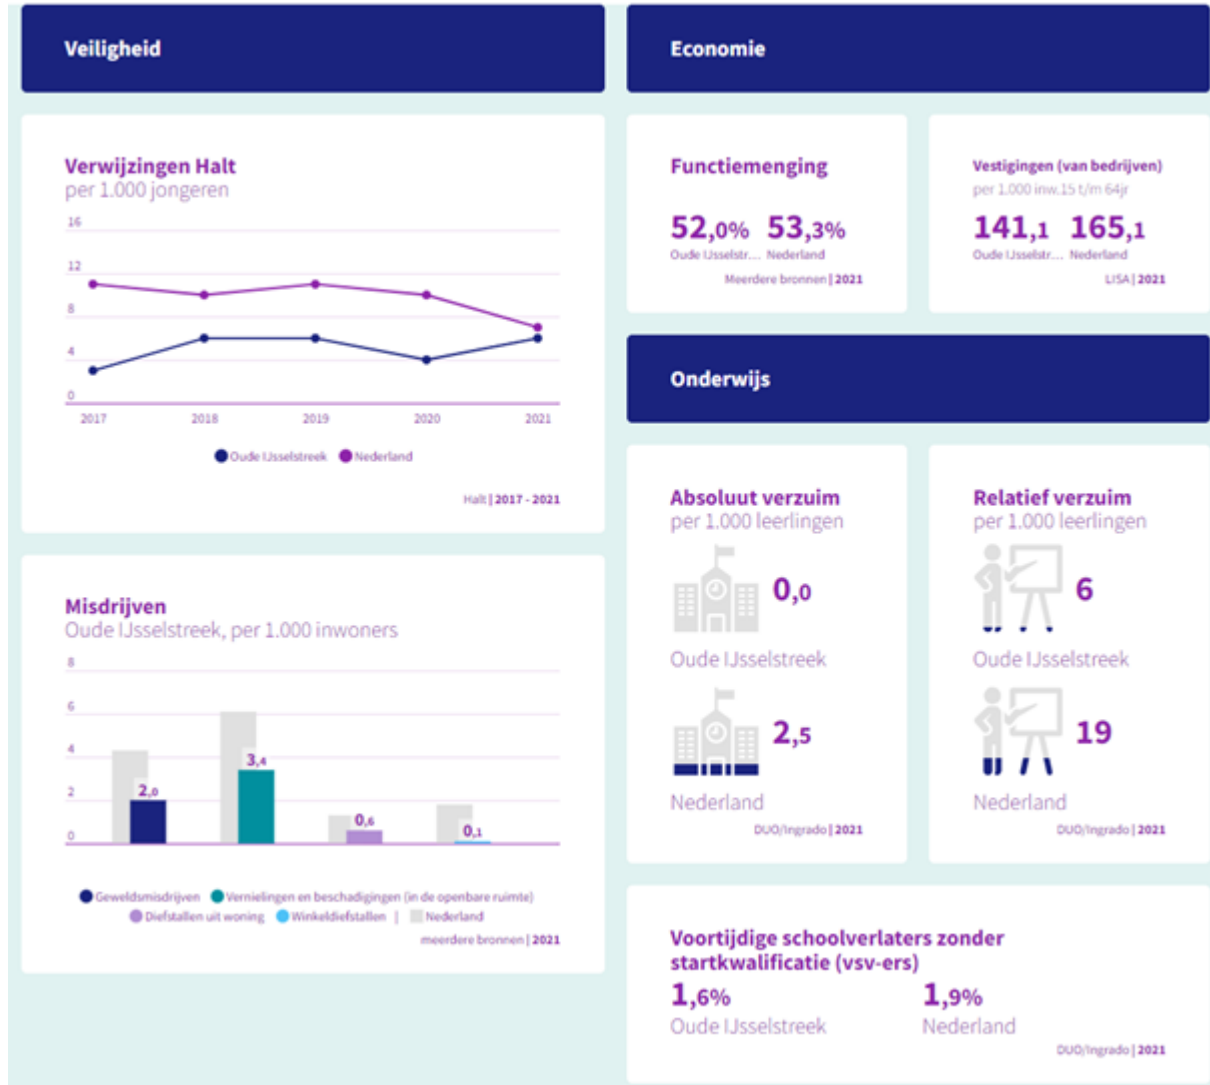 Veiligheid
Verwijzingen Halt
per 1.000 jongeren
16
12
8
4
0
2017 2018 2019 2020 2021
Oude IJsselstreek Nederland
Halt | 2017 - 2021
Misdrijven
Oude IJsselstreek, per 1.000 inwoners
8
6
4
2
0
2,0 3,4 0,6 0,1
Geweldsmisdrijven Vernielingen en beschadigingen (in de openbare ruimte)
Diefstallen uit woning Winkeldiefstallen | Nederland
meerdere bronnen | 2021
Economie
Functiemenging
52,0% 53,3%
Oude IJsselstr... Nederland
Meerdere bronnen | 2021
Vestigingen (van bedrijven)
per 1.000 inw.15 t/m 64jr
141,1 165,1
Oude IJsselstr... Nederland
LISA | 2021
Onderwijs
Absoluut verzuim
per 1.000 leerlingen
0,0
Oude IJsselstreek
2,5
Nederland
DUO/Ingrado | 2021
Relatief verzuim
per 1.000 leerlingen
6
Oude IJsselstreek
19
Nederland
DUO/Ingrado | 2021
Voortijdige schoolverlaters zonder
startkwalificatie (vsv-ers)
1,6% 1,9%
Oude IJsselstreek Nederland
DUO/Ingrado | 2021